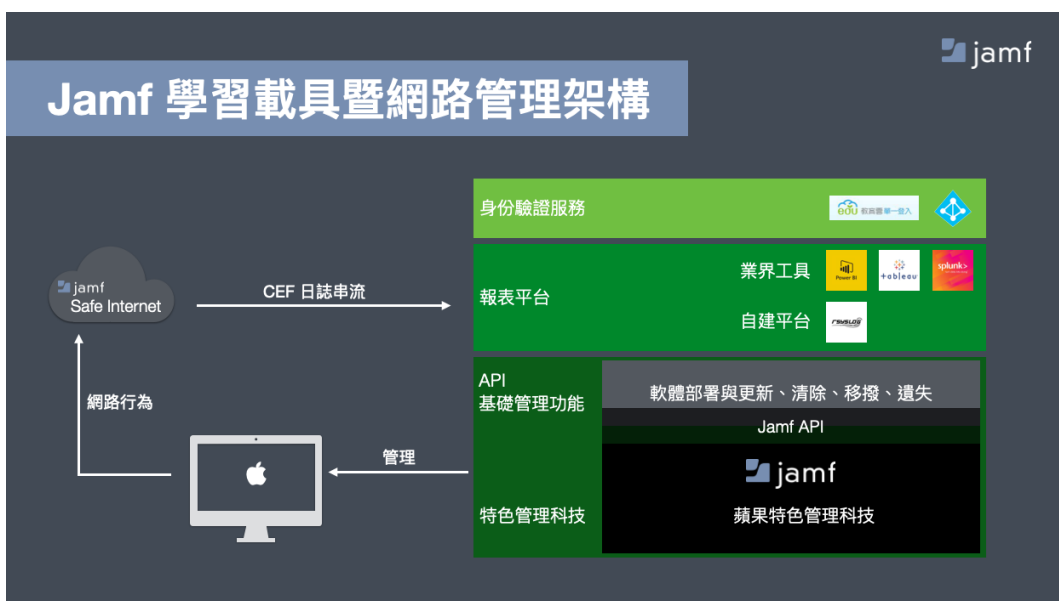 jamf
Jamf 學習載具暨網路管理架構
身份驗證服務
edu 教育雲 單一登入
報表平台
業界工具
Power BI
+ableau
splunk>
自建平台
rsyslog
jamf
Safe Internet
CEF 日誌串流
網路行為
管理
API
基礎管理功能
軟體部署與更新、清除、移撥、遺失
Jamf API
jamf
特色管理科技
蘋果特色管理科技